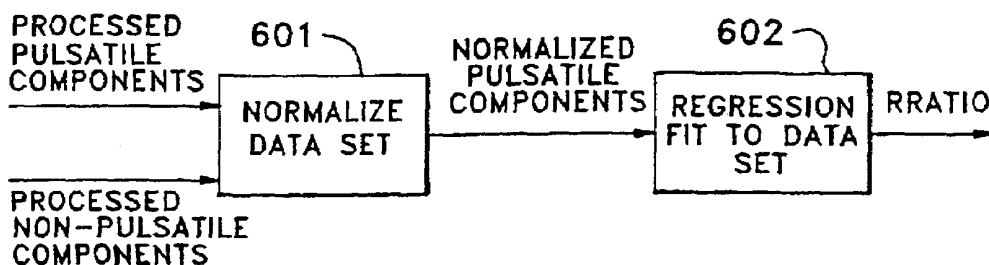 PROCESSED
PULSATILE
COMPONENTS
601
NORMALIZE
DATA SET
PROCESSED
NON-PULSATILE
COMPONENTS
NORMALIZED
PULSATILE
COMPONENTS
602
REGRESSION
FIT TO DATA
SET
RRATIO